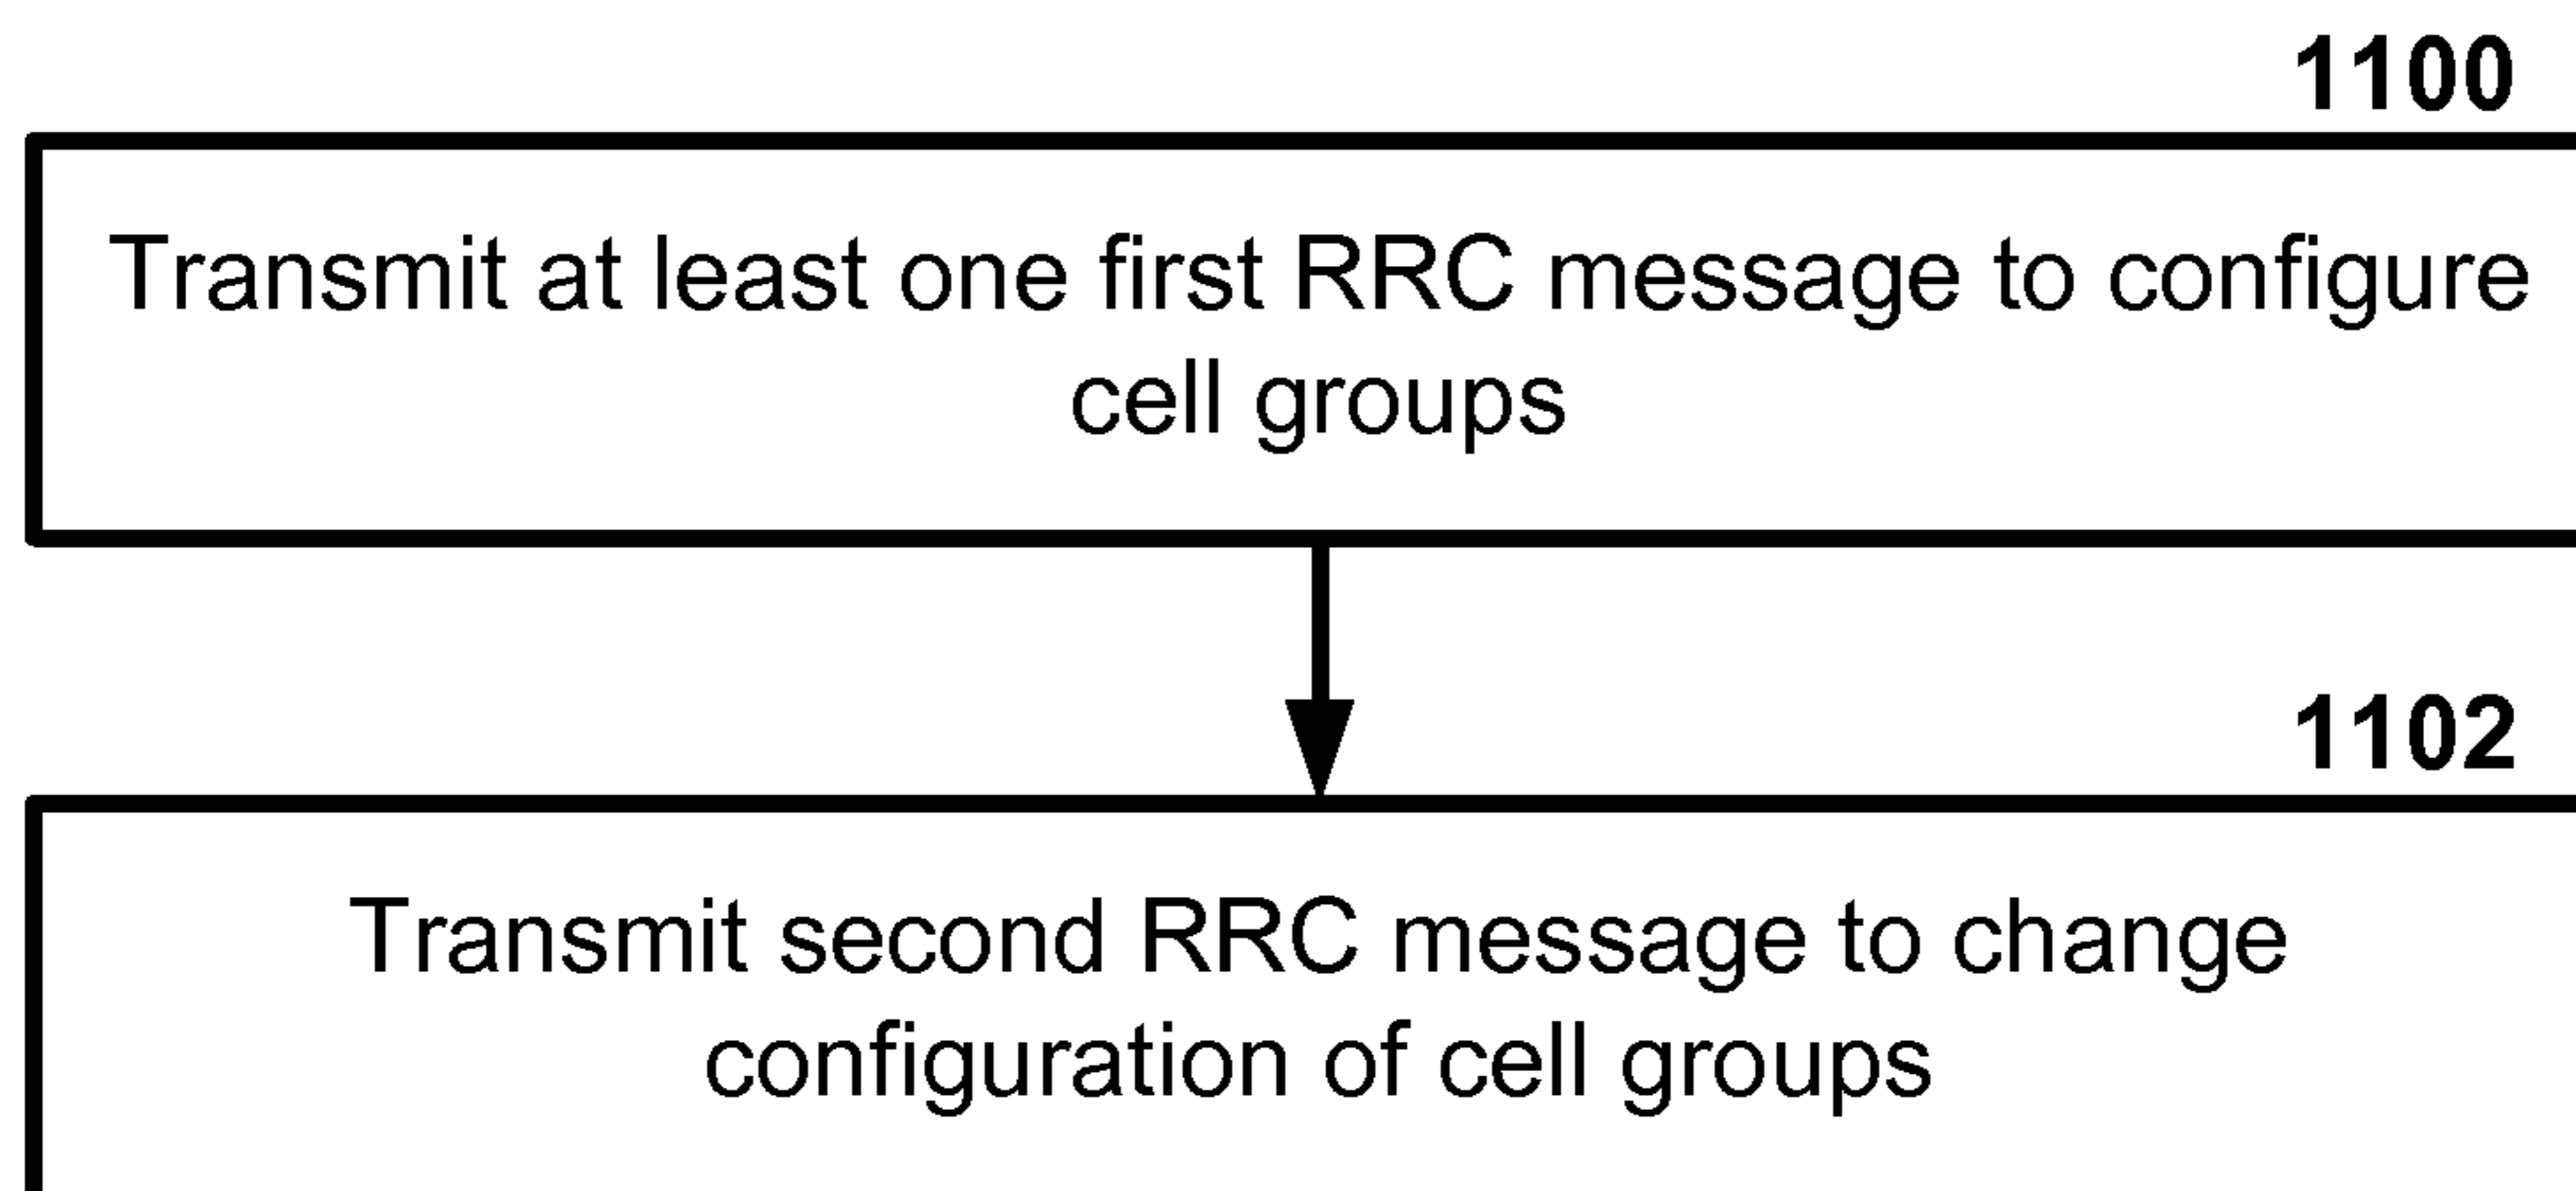 1100
Transmit at least one first RRC message to configure
cell groups
1102
Transmit second RRC message to change
configuration of cell groups